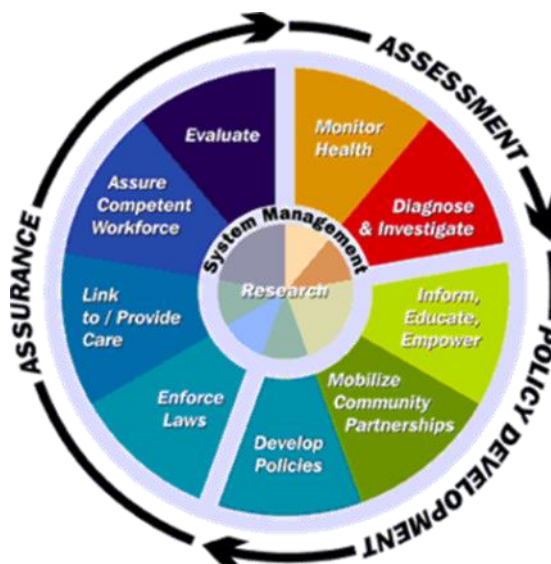 ASSESSMENT
POLICY DEVELOPMENT
ASSURANCE
Monitor
Health
Diagnose
& Investigate
Inform,
Educate,
Empower
Mobilize
Community
Partnerships
Develop
Policies
Enforce
Laws
Link
to / Provide
Care
Assure
Competent
Workforce
Evaluate
System Management
Research